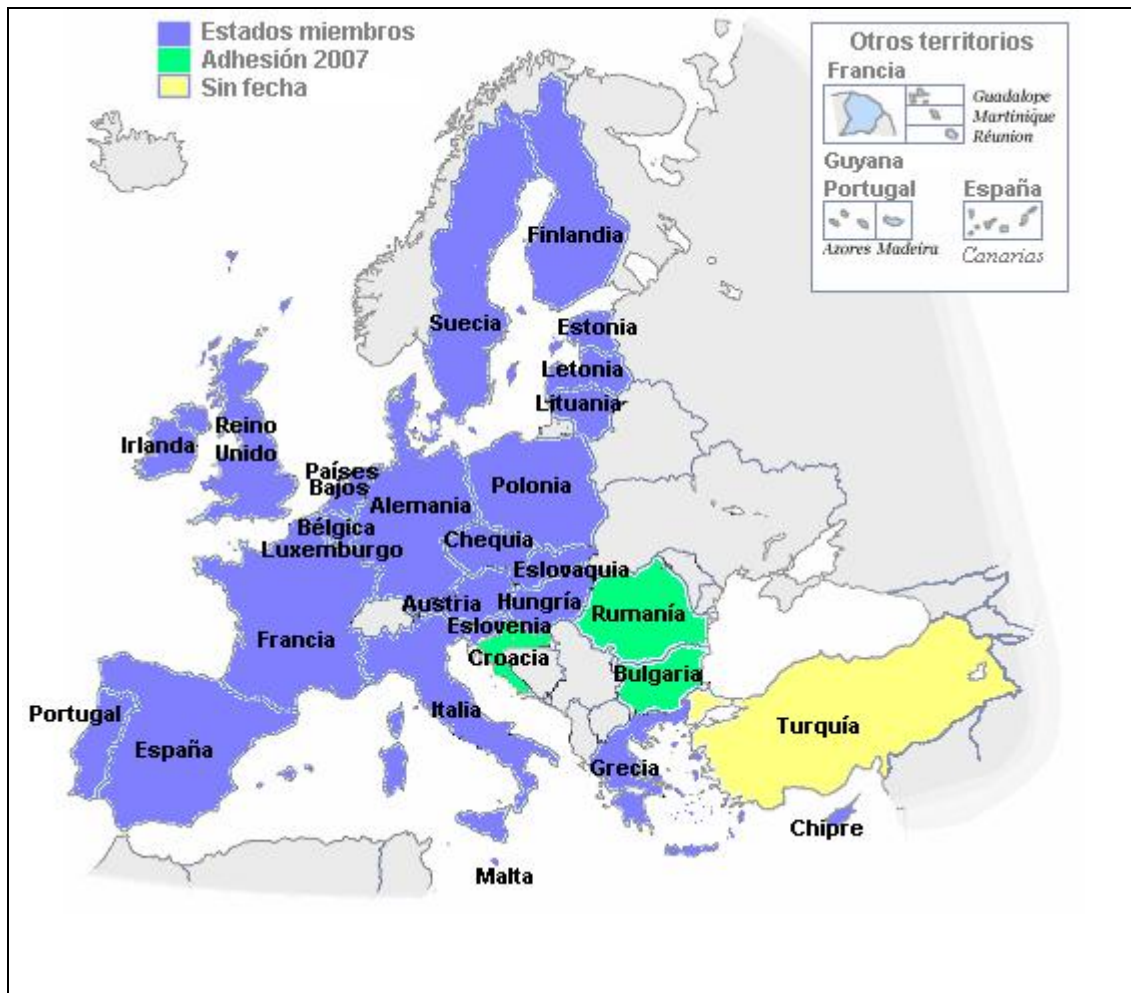 Estados miembros
Adhesión 2007
Sin fecha
Otros territorios
Francia
Guadalope
Martinique
Réunion
Guyana
Portugal España
Azores Madeira Canarias
Finlandia
Suecia
Estonia
Letonia
Lituania
Reino
Unido
Irlanda
Países
Bajos
Alemania
Polonia
Bélgica
Luxemburgo
Chequia
Eslovaquia
Austria
Hungría
Rumanía
Eslovenia
Francia
Croacia
Bulgaria
Portugal
España
Italia
Turquía
Grecia
Chipre
Malta